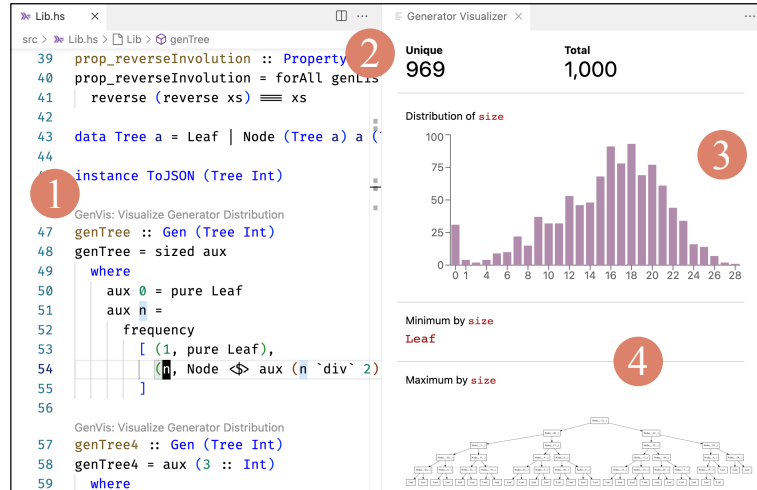 Lib.hs
src > Lib.hs > Lib > genTree
39 prop_reverseInvolution :: Property
40 prop_reverseInvolution = forAll genLis
41 reverse (reverse xs) === xs
42
43 data Tree a = Leaf | Node (Tree a) a (
44
instance ToJSON (Tree Int)
1
GenVis: Visualize Generator Distribution
47 genTree :: Gen (Tree Int)
48 genTree = sized aux
49 where
50 aux 0 = pure Leaf
51 aux n =
52 frequency
53 [ (1, pure Leaf),
54 (n, Node <$> aux (n `div` 2)
55 ]
56
GenVis: Visualize Generator Distribution
57 genTree4 :: Gen (Tree Int)
58 genTree4 = aux (3 :: Int)
59 where
2
Generator Visualizer
Unique
969
Total
1,000
Distribution of size
3
100
75
50
25
0
0 1 4 6 8 10 12 14 16 18 20 22 24 26 28
Minimum by size
Leaf
4
Maximum by size